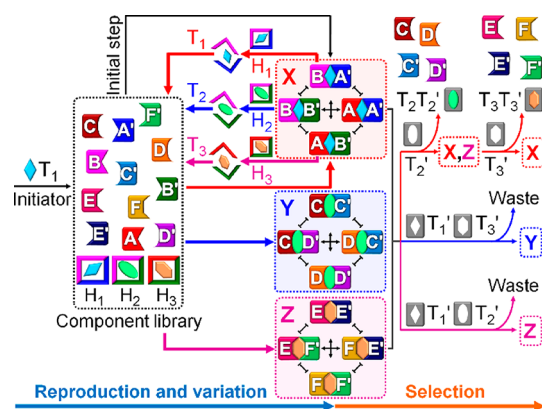 Initial step
T1
H1
T2
H2
T3
H3
X
B A'
B B' A A'
A B'
C
A'
F'
D
B
C'
B'
E
F
E'
A
D'
T1
Initiator
H1 H2 H3
Component library
Y
C C'
C D' D C'
D D'
Z
E E'
E F' F E'
F F'
C D
C' D'
E F
E' F'
T2T2'
T3T3'
T2'
X,Z
T3'
X
Waste
T1' T3'
Y
Waste
T1' T2'
Z
Reproduction and variation
Selection